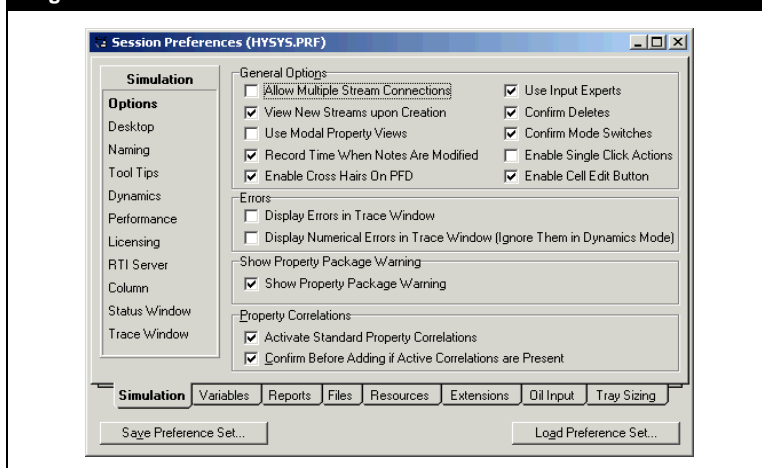 Session Preferences (HYSYS.PRF)
Simulation
Options
Desktop
Naming
Tool Tips
Dynamics
Performance
Licensing
RTI Server
Column
Status Window
Trace Window
General Options
Allow Multiple Stream Connections
View New Streams upon Creation
Use Modal Property Views
Record Time When Notes Are Modified
Enable Cross Hairs On PFD
Use Input Experts
Confirm Deletes
Confirm Mode Switches
Enable Single Click Actions
Enable Cell Edit Button
Errors
Display Errors in Trace Window
Display Numerical Errors in Trace Window (Ignore Them in Dynamics Mode)
Show Property Package Warning
Show Property Package Warning
Property Correlations
Activate Standard Property Correlations
Confirm Before Adding if Active Correlations are Present
Simulation Variables Reports Files Resources Extensions Oil Input Tray Sizing
Save Preference Set... Load Preference Set...